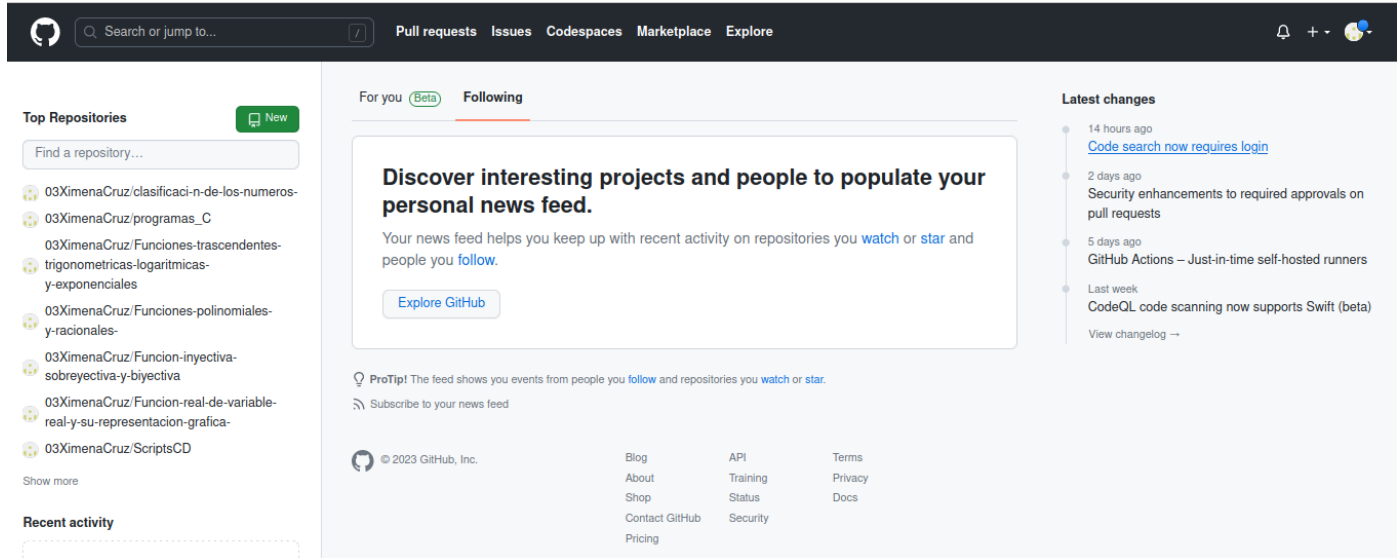 Search or jump to...
/
Pull requests
Issues
Codespaces
Marketplace
Explore
Top Repositories
New
Find a repository…
03XimenaCruz/clasificaci-n-de-los-numeros-
03XimenaCruz/programas_C
03XimenaCruz/Funciones-trascendentes-
trigonometricas-logaritmicas-
y-exponenciales
03XimenaCruz/Funciones-polinomiales-
y-racionales-
03XimenaCruz/Funcion-inyectiva-
sobreyectiva-y-biyectiva
03XimenaCruz/Funcion-real-de-variable-
real-y-su-representacion-grafica-
03XimenaCruz/ScriptsCD
Show more
Recent activity
For you Beta
Following
Discover interesting projects and people to populate your
personal news feed.
Your news feed helps you keep up with recent activity on repositories you watch or star and
people you follow.
Explore GitHub
ProTip! The feed shows you events from people you follow and repositories you watch or star.
Subscribe to your news feed
© 2023 GitHub, Inc.
Blog
About
Shop
Contact GitHub
Pricing
API
Training
Status
Security
Terms
Privacy
Docs
Latest changes
14 hours ago
Code search now requires login
2 days ago
Security enhancements to required approvals on
pull requests
5 days ago
GitHub Actions – Just-in-time self-hosted runners
Last week
CodeQL code scanning now supports Swift (beta)
View changelog →